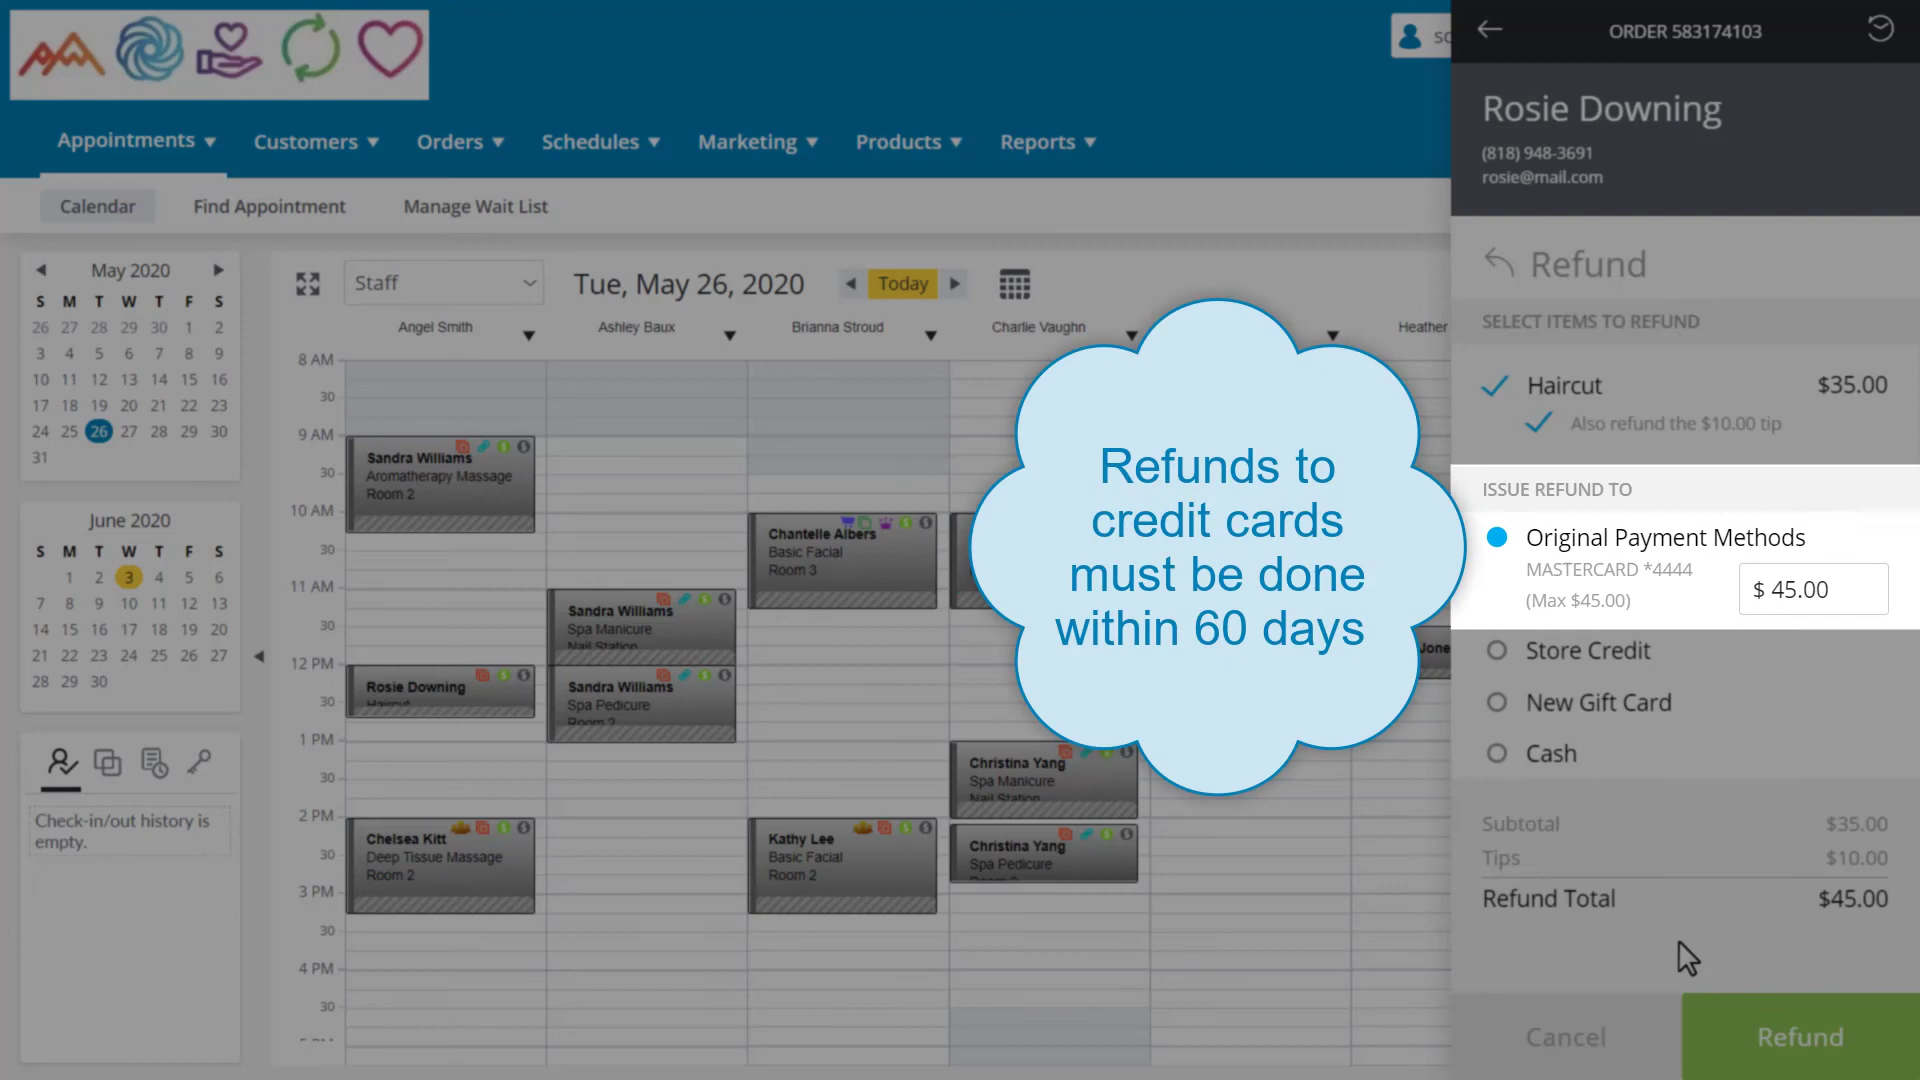 ORDER 583174103
Appointments
Customers
Orders
Schedules
Marketing
Products
Reports
Calendar
Find Appointment
Manage Wait List
May 2020
S M T W T F S
26 27 28 29 30 1 2
3 4 5 6 7 8 9
10 11 12 13 14 15 16
17 18 19 20 21 22 23
24 25 26 27 28 29 30
31
June 2020
S M T W T F S
1 2 3 4 5 6
7 8 9 10 11 12 13
14 15 16 17 18 19 20
21 22 23 24 25 26 27
28 29 30
Check-in/out history is
empty.
Staff
Tue, May 26, 2020
Today
Angel Smith
Ashley Baux
Brianna Stroud
Charlie Vaughn
Heather
8 AM
30
9 AM
30
10 AM
30
11 AM
30
12 PM
30
1 PM
30
2 PM
30
3 PM
30
4 PM
30
Sandra Williams
Aromatherapy Massage
Room 2
Rosie Downing
Haircut
Chelsea Kitt
Deep Tissue Massage
Room 2
Sandra Williams
Spa Manicure
Nail Station
Sandra Williams
Spa Pedicure
Room 2
Chantelle Albers
Basic Facial
Room 3
Kathy Lee
Basic Facial
Room 2
Christina Yang
Spa Manicure
Nail Station
Christina Yang
Spa Pedicure
Jone
Refunds to
credit cards
must be done
within 60 days
Rosie Downing
(818) 948-3691
rosie@mail.com
Refund
SELECT ITEMS TO REFUND
Haircut $35.00
Also refund the $10.00 tip
ISSUE REFUND TO
Original Payment Methods
MASTERCARD *4444
(Max $45.00)
$ 45.00
Store Credit
New Gift Card
Cash
Subtotal $35.00
Tips $10.00
Refund Total $45.00
Cancel
Refund